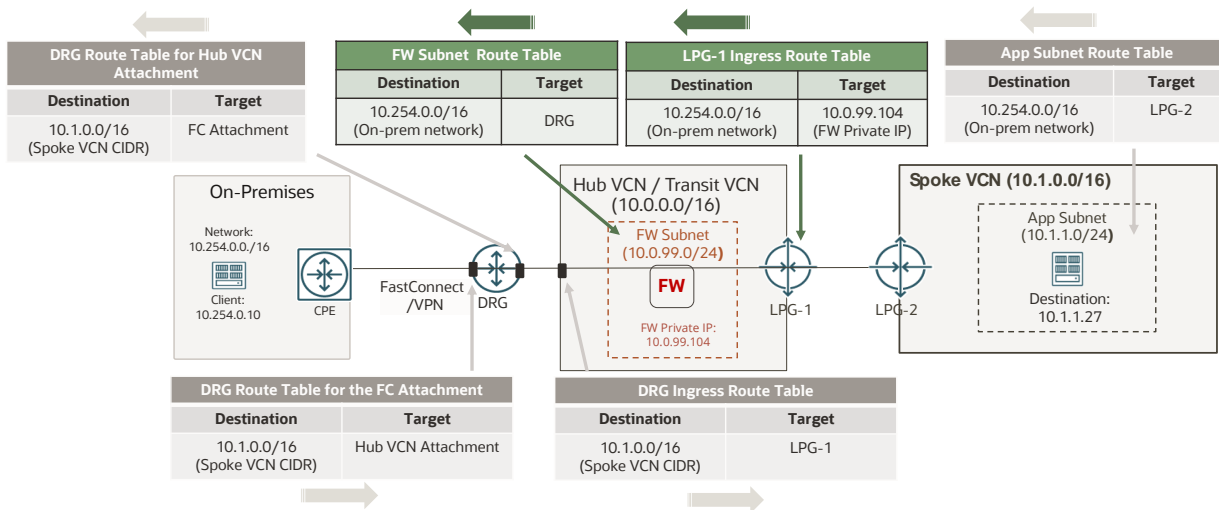 DRG Route Table for Hub VCN
Attachment
Destination Target
10.1.0.0/16
(Spoke VCN CIDR)
FC Attachment
FW Subnet Route Table
Destination Target
10.254.0.0/16
(On-prem network)
DRG
LPG-1 Ingress Route Table
Destination Target
10.254.0.0/16
(On-prem network)
10.0.99.104
(FW Private IP)
App Subnet Route Table
Destination Target
10.254.0.0/16
(On-prem network)
LPG-2
On-Premises
Network:
10.254.0.0./16
Client:
10.254.0.10
CPE
FastConnect
/VPN
DRG
Hub VCN / Transit VCN
(10.0.0.0/16)
FW Subnet
(10.0.99.0/24)
FW
FW Private IP:
10.0.99.104
LPG-1
LPG-2
Spoke VCN (10.1.0.0/16)
App Subnet
(10.1.1.0/24)
Destination:
10.1.1.27
DRG Route Table for the FC Attachment
Destination Target
10.1.0.0/16
(Spoke VCN CIDR)
Hub VCN Attachment
DRG Ingress Route Table
Destination Target
10.1.0.0/16
(Spoke VCN CIDR)
LPG-1